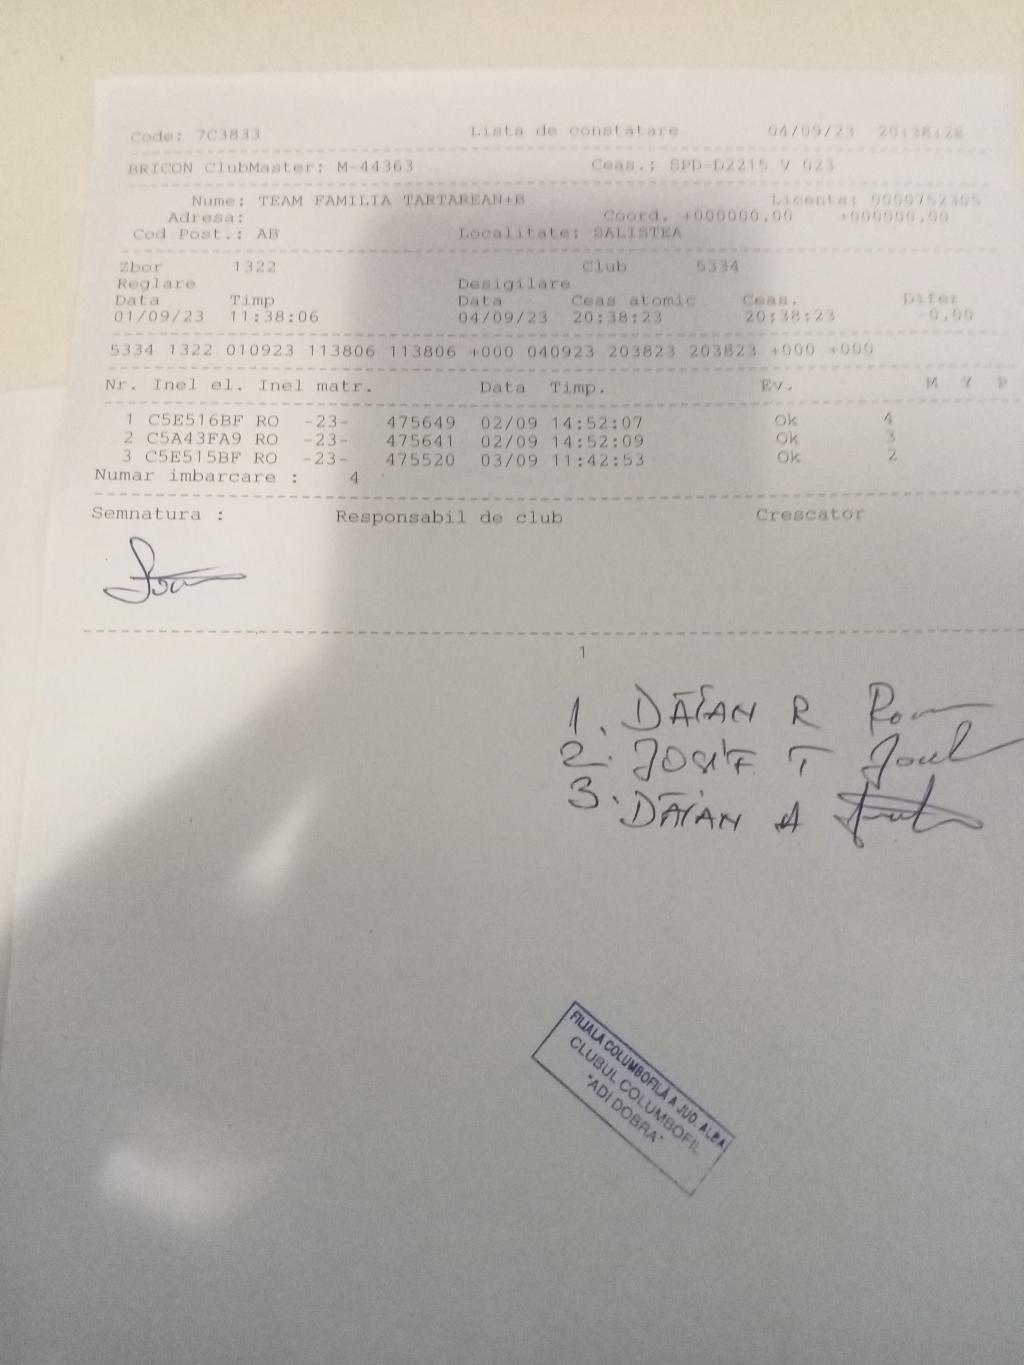 Code: 7C3833 Lista de constatare 04/09/23 20:38:28
BRICON ClubMaster: M-44363 Ceas.: SPD-D2215 V 023
Nume: TEAM FAMILIA TARTAREAN+B Licenta: 0000752305
Adresa: Coord. +000000,00 +000000,00
Cod Post.: AB Localitate: SALISTEA
Zbor 1322 Club 5334
Reglare Desigilare
Data Timp Data Ceas atomic Ceas. Difer
01/09/23 11:38:06 04/09/23 20:38:23 20:38:23 -0,00
5334 1322 010923 113806 113806 +000 040923 203823 203823 +000 +000
Nr. Inel el. Inel matr. Data Timp. Ev. M Y P
1 C5E516BF RO -23- 475649 02/09 14:52:07 Ok 4
2 C5A43FA9 RO -23- 475641 02/09 14:52:09 Ok 3
3 C5E515BF RO -23- 475520 03/09 11:42:53 Ok 2
Numar imbarcare : 4
Semnatura : Responsabil de club Crescator
1
1. DĂIAN R
2. IOSIF T
3. DĂIAN A
FILIALA COLUMBOFILĂ A JUD. ALBA
CLUBUL COLUMBOFIL
"ADI DOBRA"